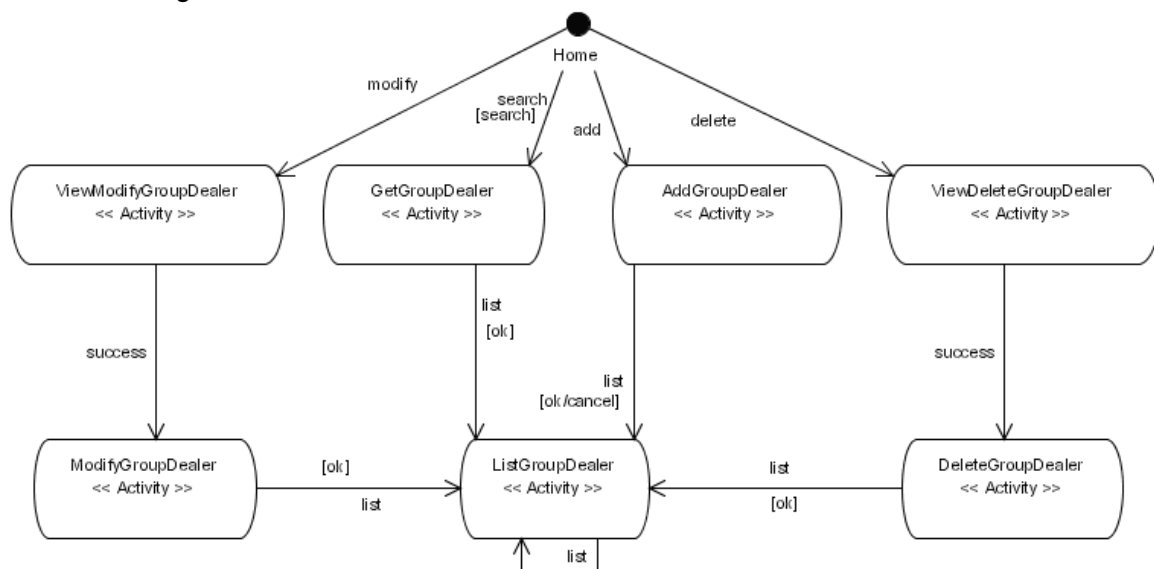 Home
modify
search
[search]
add
delete
ViewModifyGroupDealer
<< Activity >>
GetGroupDealer
<< Activity >>
AddGroupDealer
<< Activity >>
ViewDeleteGroupDealer
<< Activity >>
success
list
[ok]
list
[ok/cancel]
success
ModifyGroupDealer
<< Activity >>
[ok]
list
ListGroupDealer
<< Activity >>
list
[ok]
DeleteGroupDealer
<< Activity >>
list